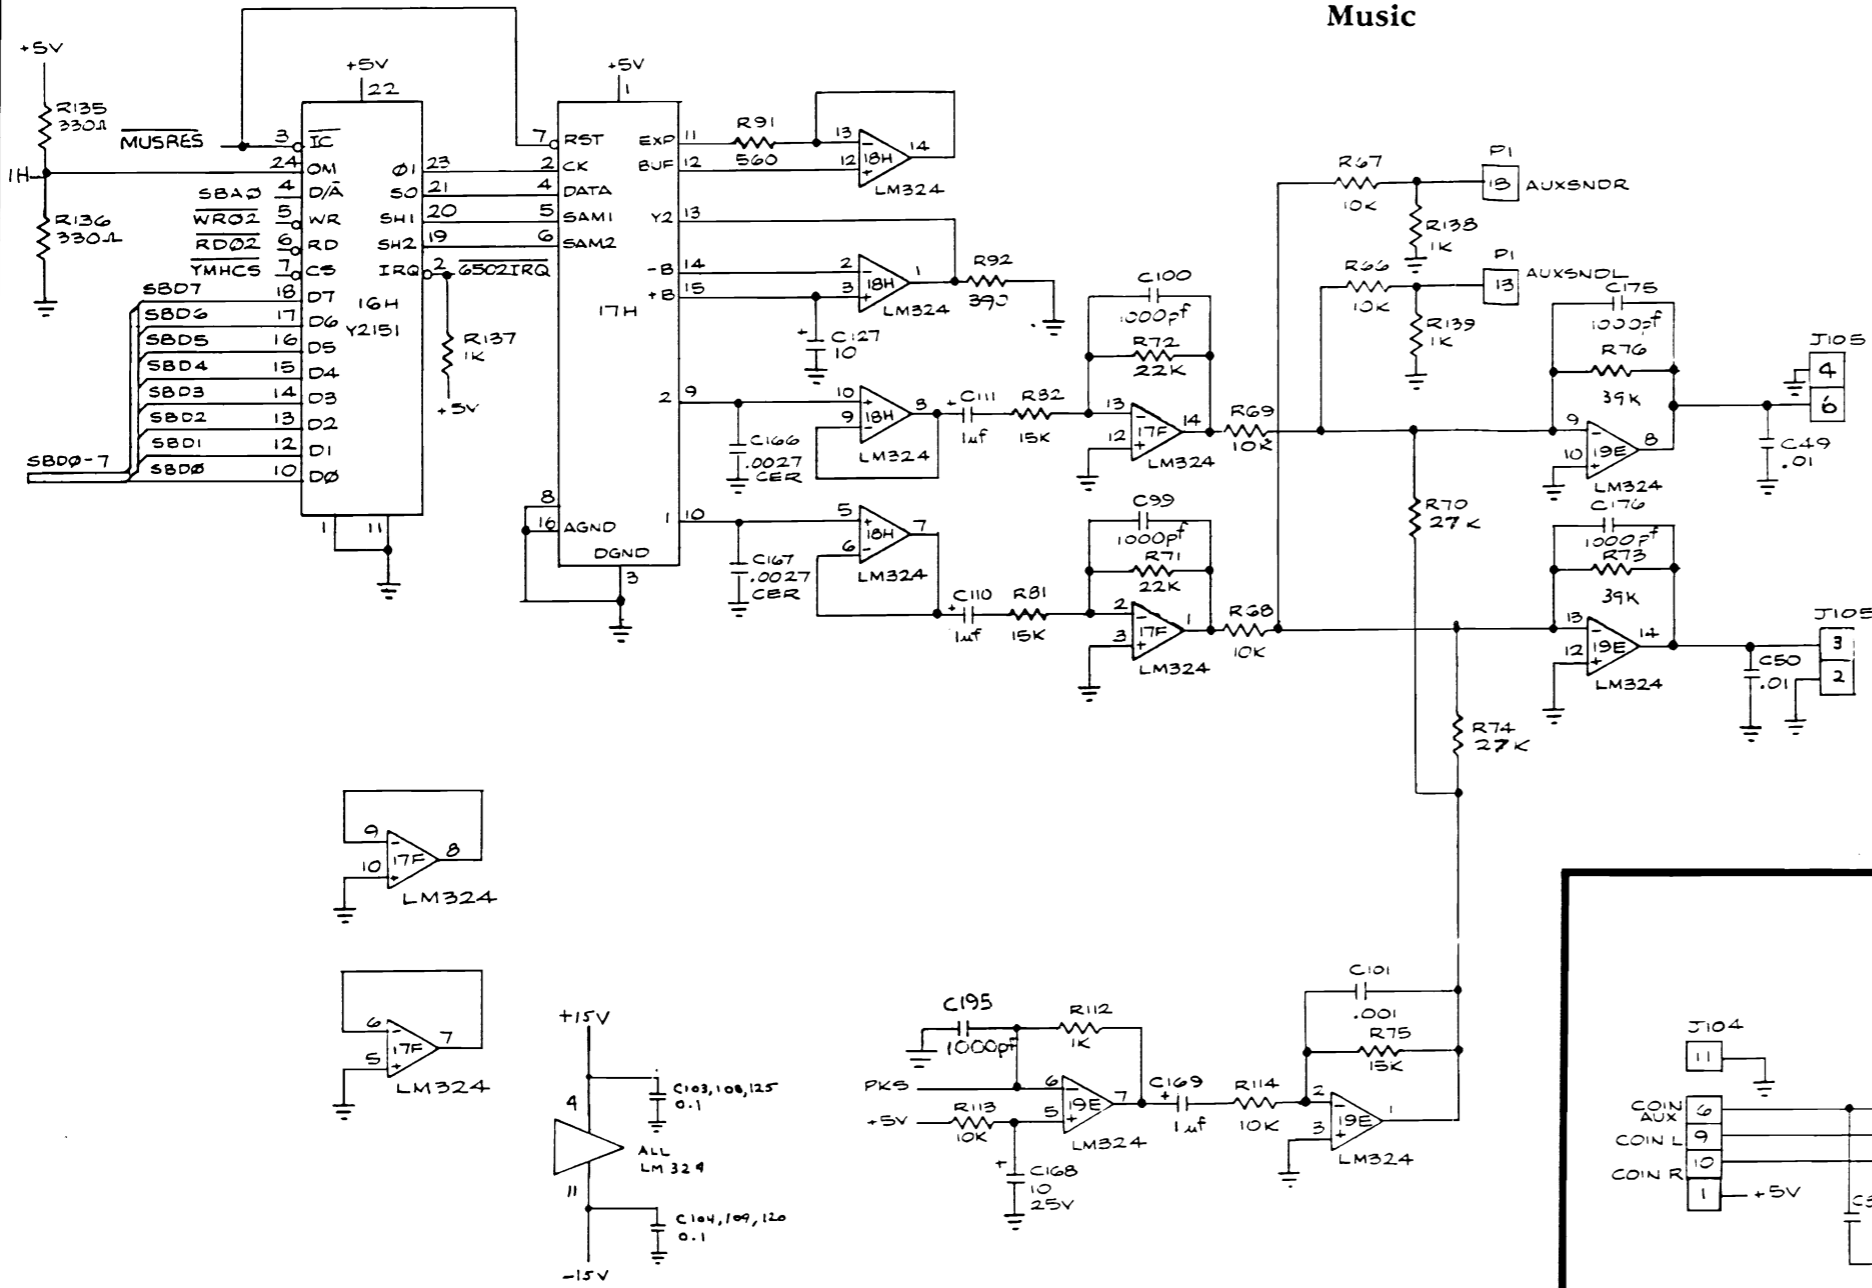 Music
+5V
R135
330Ω
1H
R136
330Ω
MUSRES
SBAØ
WRØ2
RDØ2
YMHCS
SBD7
SBD6
SBD5
SBD4
SBD3
SBD2
SBD1
SBDØ
SBDØ-7
+5V
22
3 IC
24 OM
4 D/A
5 WR
6 RD
7 CS
18 D7
17 D6
16 D5
15 D4
14 D3
13 D2
12 D1
10 DØ
1
11
16H
Y2151
Ø1 23
SO 21
SH1 20
SH2 19
IRQ 2
6502IRQ
R137
1K
+5V
+5V
1
7 RST
2 CK
4 DATA
5 SAM1
6 SAM2
17H
8
16 AGND
DGND
3
EXP 11
BUF 12
Y2 13
-B 14
+B 15
2 9
1 10
R91
560
13 -
12 +
18H
14
LM324
2 -
3 +
18H
1
LM324
R92
390
+
C127
10
C166
.0027
CER
10 +
9 -
18H
8
LM324
+ C111
1uf
R82
15K
C100
1000pf
R72
22K
13 -
12 +
17F
14
LM324
R69
10K
C167
.0027
CER
5 +
6 -
18H
7
LM324
+ C110
1uf
R81
15K
C99
1000pf
R71
22K
2 -
3 +
17F
1
LM324
R68
10K
R67
10K
P1
18
AUXSNDR
R138
1K
R66
10K
P1
13
AUXSNDL
R139
1K
C175
1000pf
R76
39K
9 -
10 +
19E
8
LM324
J105
4
6
C49
.01
R70
27K
C176
1000pf
R73
39K
13 -
12 +
19E
14
LM324
J105
3
2
C50
.01
R74
27K
9 -
10 +
17F
8
LM324
6 -
5 +
17F
7
LM324
+15V
C103,108,125
0.1
4
ALL
LM324
11
C104,109,120
0.1
-15V
C195
1000pf
R112
1K
PKS
+5V
R113
10K
6 -
5 +
19E
7
LM324
+
C168
10
25V
C169
+
1uf
R114
10K
C101
.001
R75
15K
2 -
3 +
19E
1
LM324
J104
11
COIN
AUX
6
COIN L
9
COIN R
10
1
+5V